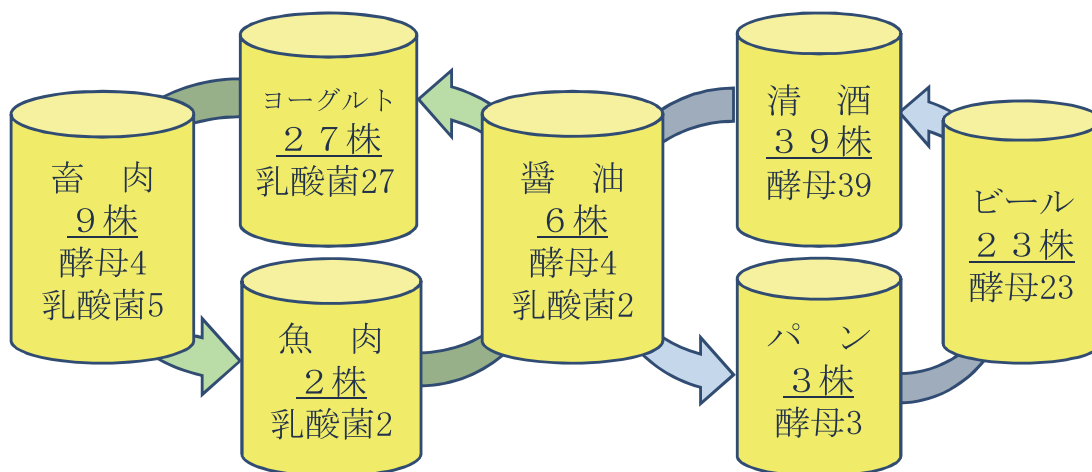 畜　肉
９株
酵母4
乳酸菌5
ヨーグルト
２７株
乳酸菌27
魚　肉
２株
乳酸菌2
醤　油
６株
酵母4
乳酸菌2
清　酒
３９株
酵母39
パ　ン
３株
酵母3
ビール
２３株
酵母23